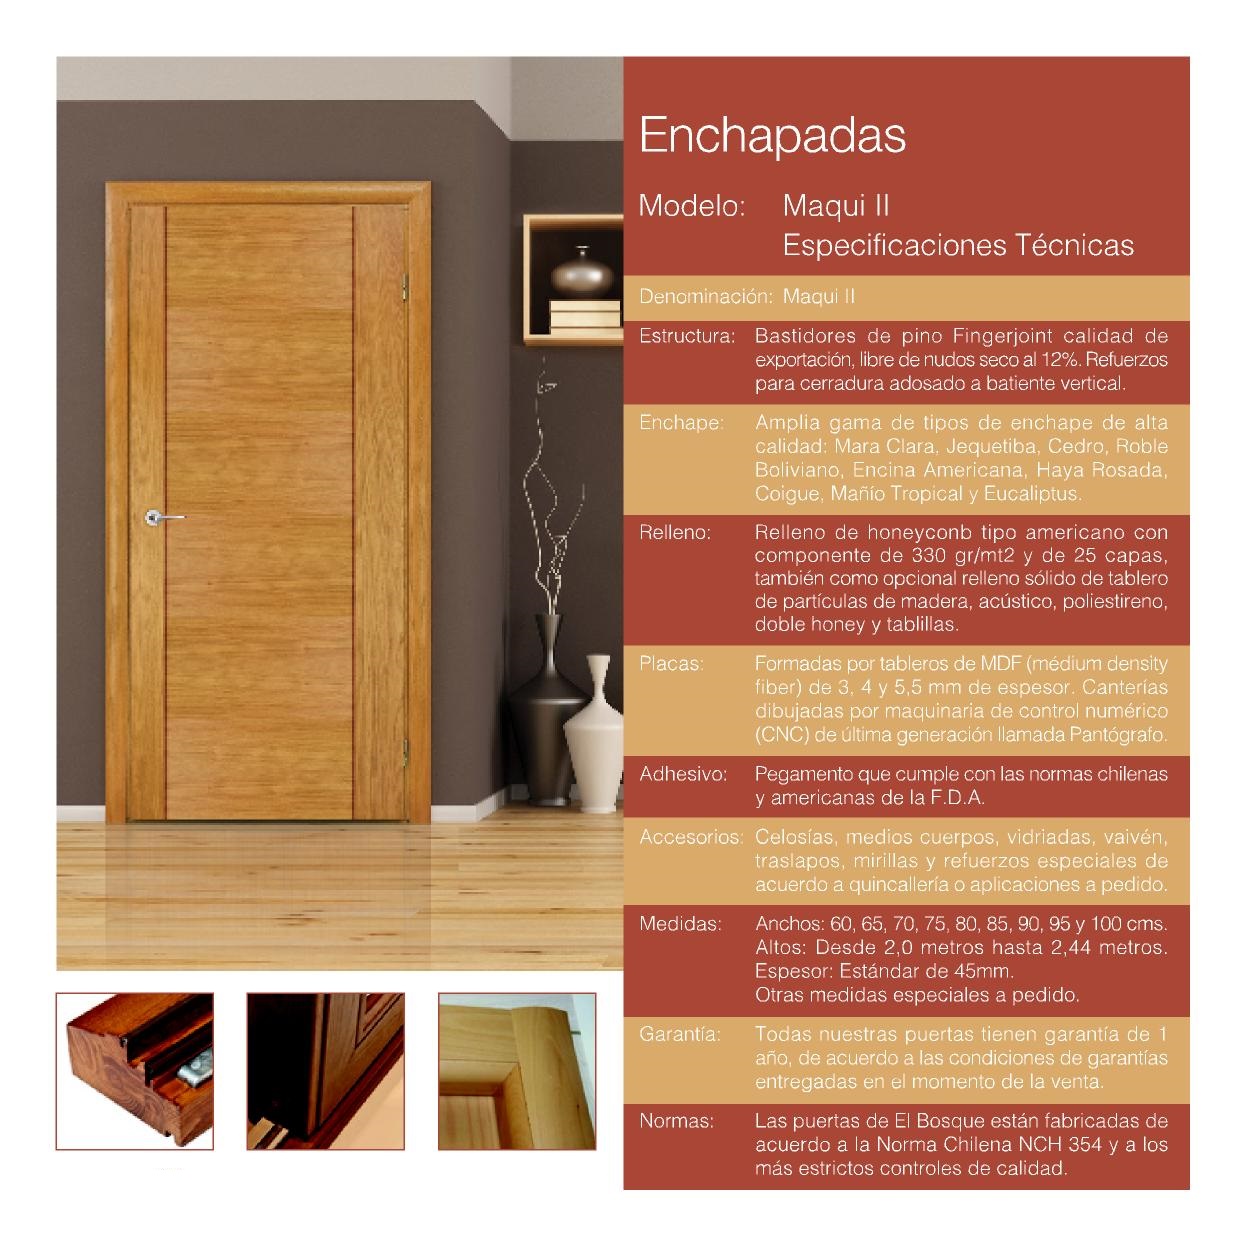 Enchapadas
Modelo: Maqui II
Especificaciones Técnicas
Denominación: Maqui II
Estructura: Bastidores de pino Fingerjoint calidad de
exportación, libre de nudos seco al 12%. Refuerzos
para cerradura adosado a batiente vertical.
Enchape: Amplia gama de tipos de enchape de alta
calidad: Mara Clara, Jequetiba, Cedro, Roble
Boliviano, Encina Americana, Haya Rosada,
Coigue, Mañío Tropical y Eucaliptus.
Relleno: Relleno de honeyconb tipo americano con
componente de 330 gr/mt2 y de 25 capas,
también como opcional relleno sólido de tablero
de partículas de madera, acústico, poliestireno,
doble honey y tablillas.
Placas: Formadas por tableros de MDF (médium density
fiber) de 3, 4 y 5,5 mm de espesor. Canterías
dibujadas por maquinaria de control numérico
(CNC) de última generación llamada Pantógrafo.
Adhesivo: Pegamento que cumple con las normas chilenas
y americanas de la F.D.A.
Accesorios: Celosías, medios cuerpos, vidriadas, vaivén,
traslapos, mirillas y refuerzos especiales de
acuerdo a quincallería o aplicaciones a pedido.
Medidas: Anchos: 60, 65, 70, 75, 80, 85, 90, 95 y 100 cms.
Altos: Desde 2,0 metros hasta 2,44 metros.
Espesor: Estándar de 45mm.
Otras medidas especiales a pedido.
Garantía: Todas nuestras puertas tienen garantía de 1
año, de acuerdo a las condiciones de garantías
entregadas en el momento de la venta.
Normas: Las puertas de El Bosque están fabricadas de
acuerdo a la Norma Chilena NCH 354 y a los
más estrictos controles de calidad.